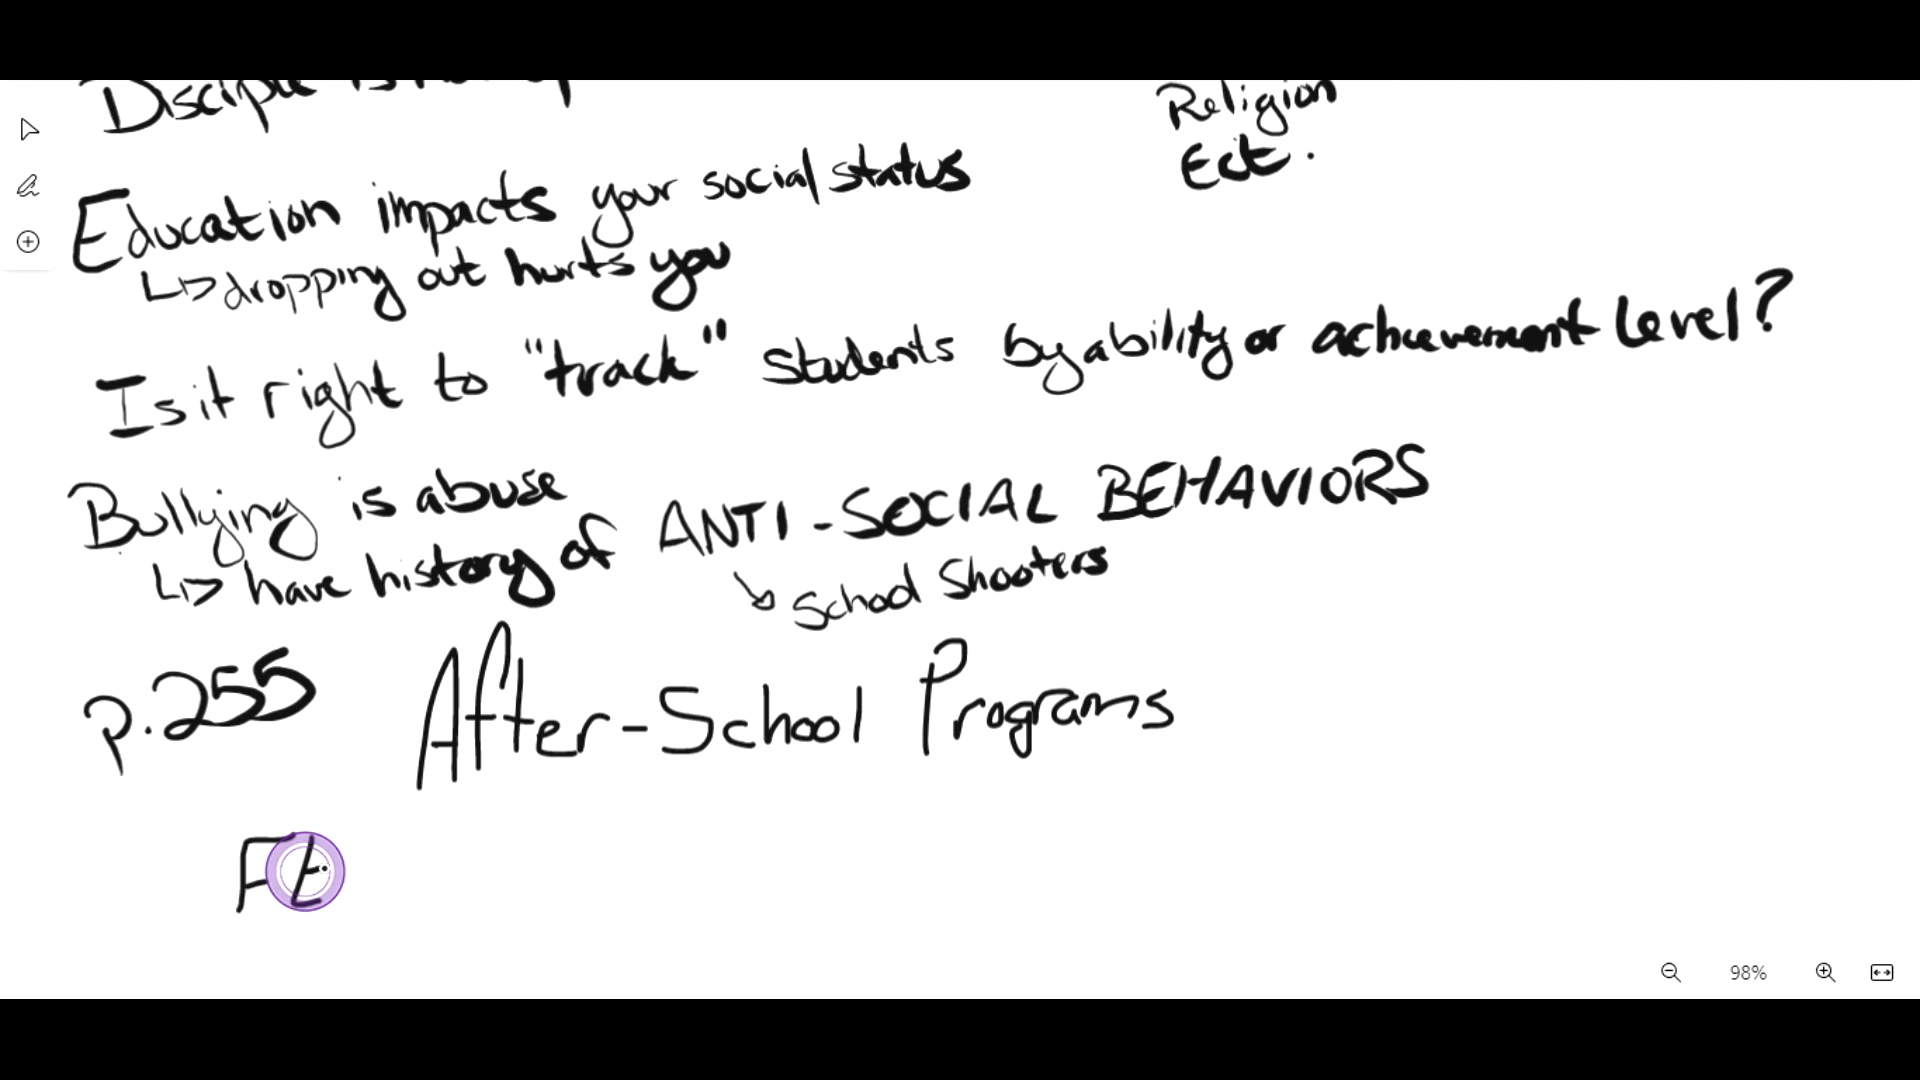 Religion
Ect.
Education impacts your social status
↳> dropping out hurts you
Is it right to "track" students by ability or achievement level?
Bullying is abuse
↳> have history of ANTI-SOCIAL BEHAVIORS
↘ School Shooters
p.255 After-School Programs
FE
98%